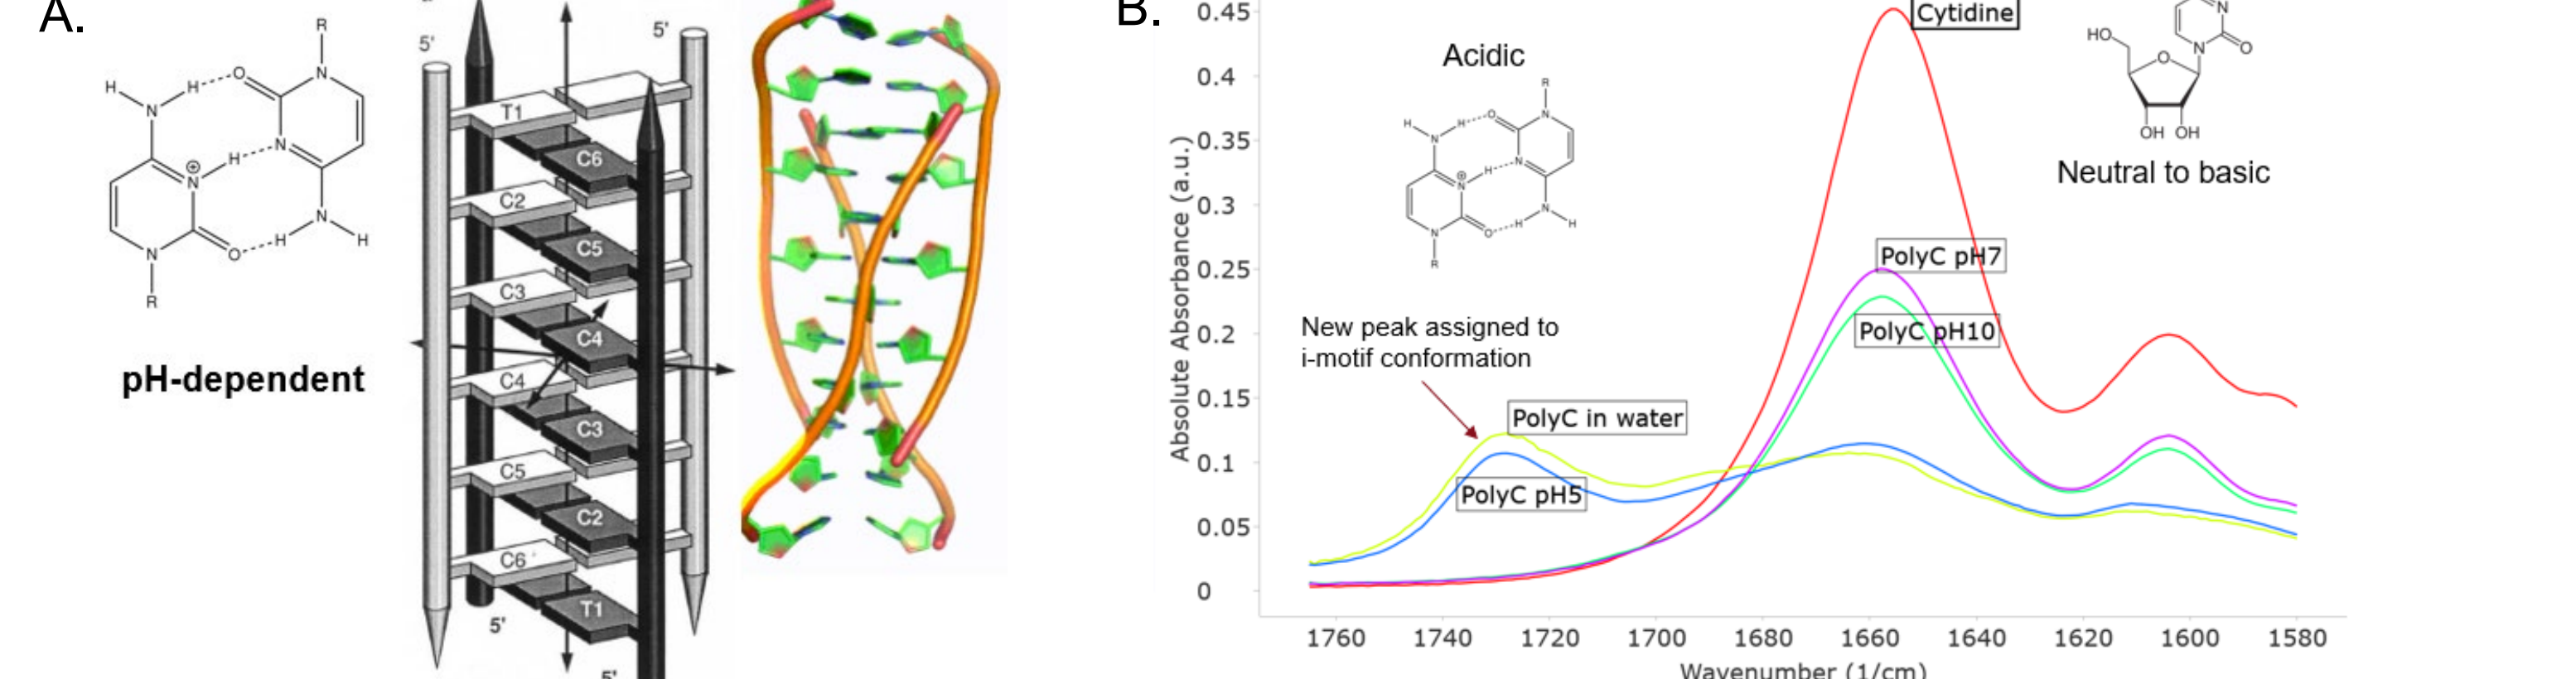 A.
R
H
H
O
N
N
H
N
⊕
N
H
N
N
O
H
H
R
pH-dependent
5'
5'
T1
C6
C2
C5
C3
C4
C4
C3
C5
C2
C6
T1
5'
5'
B.
Absolute Absorbance (a.u.)
0.45
0.4
0.35
0.3
0.25
0.2
0.15
0.1
0.05
0
Acidic
R
H
H
O
N
N
H
N
⊕
N
H
N
N
O
H
H
R
New peak assigned to
i-motif conformation
PolyC in water
PolyC pH5
Cytidine
PolyC pH7
PolyC pH10
N
HO
N
O
O
OH
OH
Neutral to basic
1760
1740
1720
1700
1680
1660
1640
1620
1600
1580
Wavenumber (1/cm)